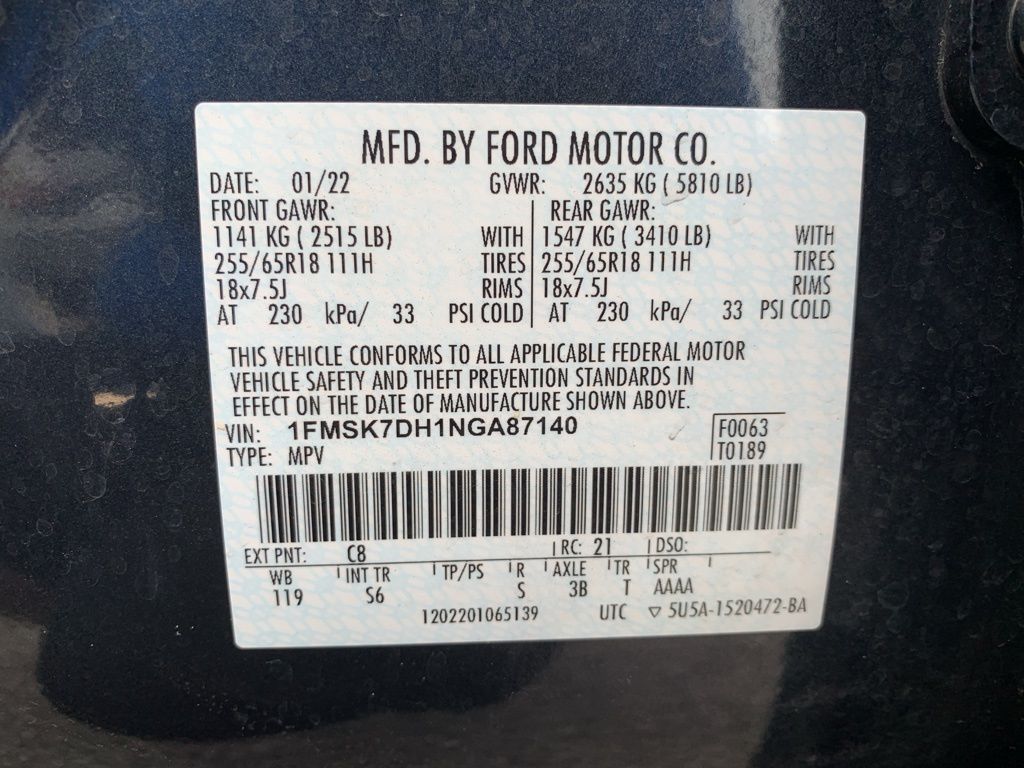 MFD. BY FORD MOTOR CO.
DATE: 01/22 GVWR: 2635 KG ( 5810 LB)
FRONT GAWR: REAR GAWR:
1141 KG ( 2515 LB) WITH 1547 KG ( 3410 LB) WITH
255/65R18 111H TIRES 255/65R18 111H TIRES
18x7.5J RIMS 18x7.5J RIMS
AT 230 kPa/ 33 PSI COLD AT 230 kPa/ 33 PSI COLD
THIS VEHICLE CONFORMS TO ALL APPLICABLE FEDERAL MOTOR
VEHICLE SAFETY AND THEFT PREVENTION STANDARDS IN
EFFECT ON THE DATE OF MANUFACTURE SHOWN ABOVE.
VIN: 1FMSK7DH1NGA87140 F0063
TYPE: MPV T0189
EXT PNT: C8 RC: 21 DSO:
WB INT TR TP/PS R AXLE TR SPR
119 S6 S 3B T AAAA
1202201065139 UTC ▽ 5U5A-1520472-BA